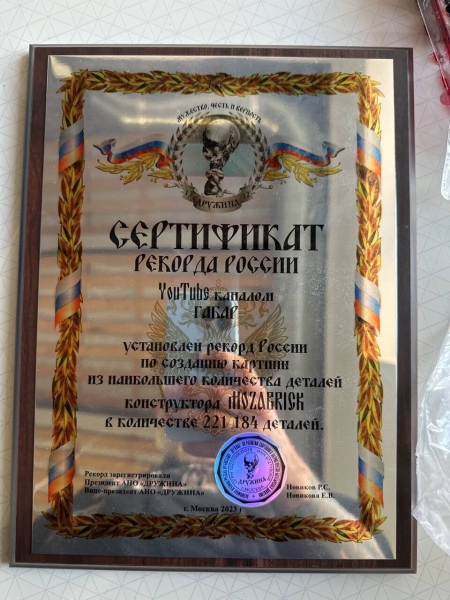 МУЖЕСТВО, ЧЕСТЬ И ВЕРНОСТЬ
ДРУЖИНА
СЕРТИФИКАТ
РЕКОРДА РОССИИ
YouTube каналом
ГАБАР
установлен рекорд России
по созданию картины
из наибольшего количества деталей
конструктора MOZABRICK
в количестве 221 184 деталей.
ДРУЖИНА
Рекорд зарегистрировали
Президент АНО «ДРУЖИНА» Новиков Р.С.
Вице-президент АНО «ДРУЖИНА» Новикова Е.В.
г. Москва 2023 г